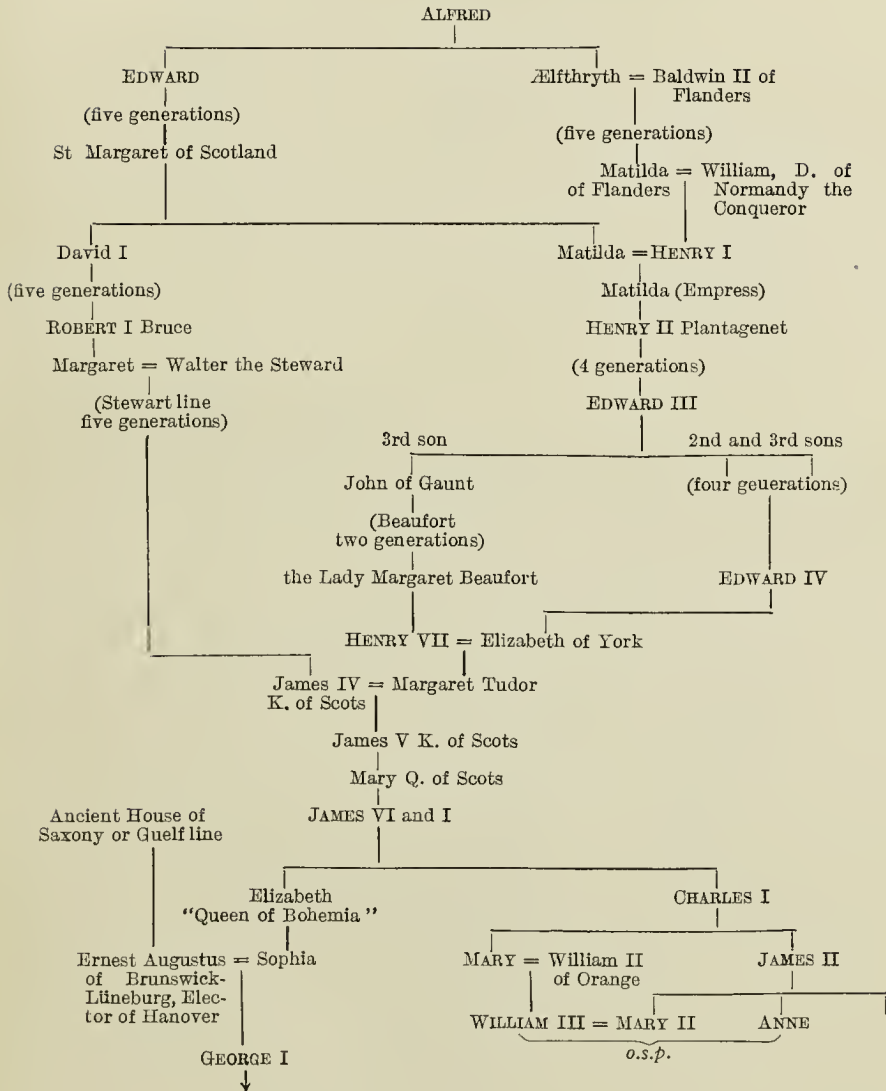 ALFRED
EDWARD
Ælfthryth = Baldwin II of
Flanders
(five generations)
(five generations)
St Margaret of Scotland
Matilda = William, D. of
of Flanders
Normandy the
Conqueror
David I
Matilda = HENRY I
(five generations)
Matilda (Empress)
ROBERT I Bruce
HENRY II Plantagenet
Margaret = Walter the Steward
(4 generations)
(Stewart line
five generations)
EDWARD III
3rd son
2nd and 3rd sons
John of Gaunt
(four geuerations)
(Beaufort
two generations)
the Lady Margaret Beaufort
EDWARD IV
HENRY VII = Elizabeth of York
James IV = Margaret Tudor
K. of Scots
James V K. of Scots
Mary Q. of Scots
Ancient House of
Saxony or Guelf line
JAMES VI and I
Elizabeth
"Queen of Bohemia"
CHARLES I
Ernest Augustus = Sophia
of Brunswick-
Lüneburg, Elec-
tor of Hanover
MARY = William II
of Orange
JAMES II
WILLIAM III = MARY II
ANNE
o.s.p.
GEORGE I